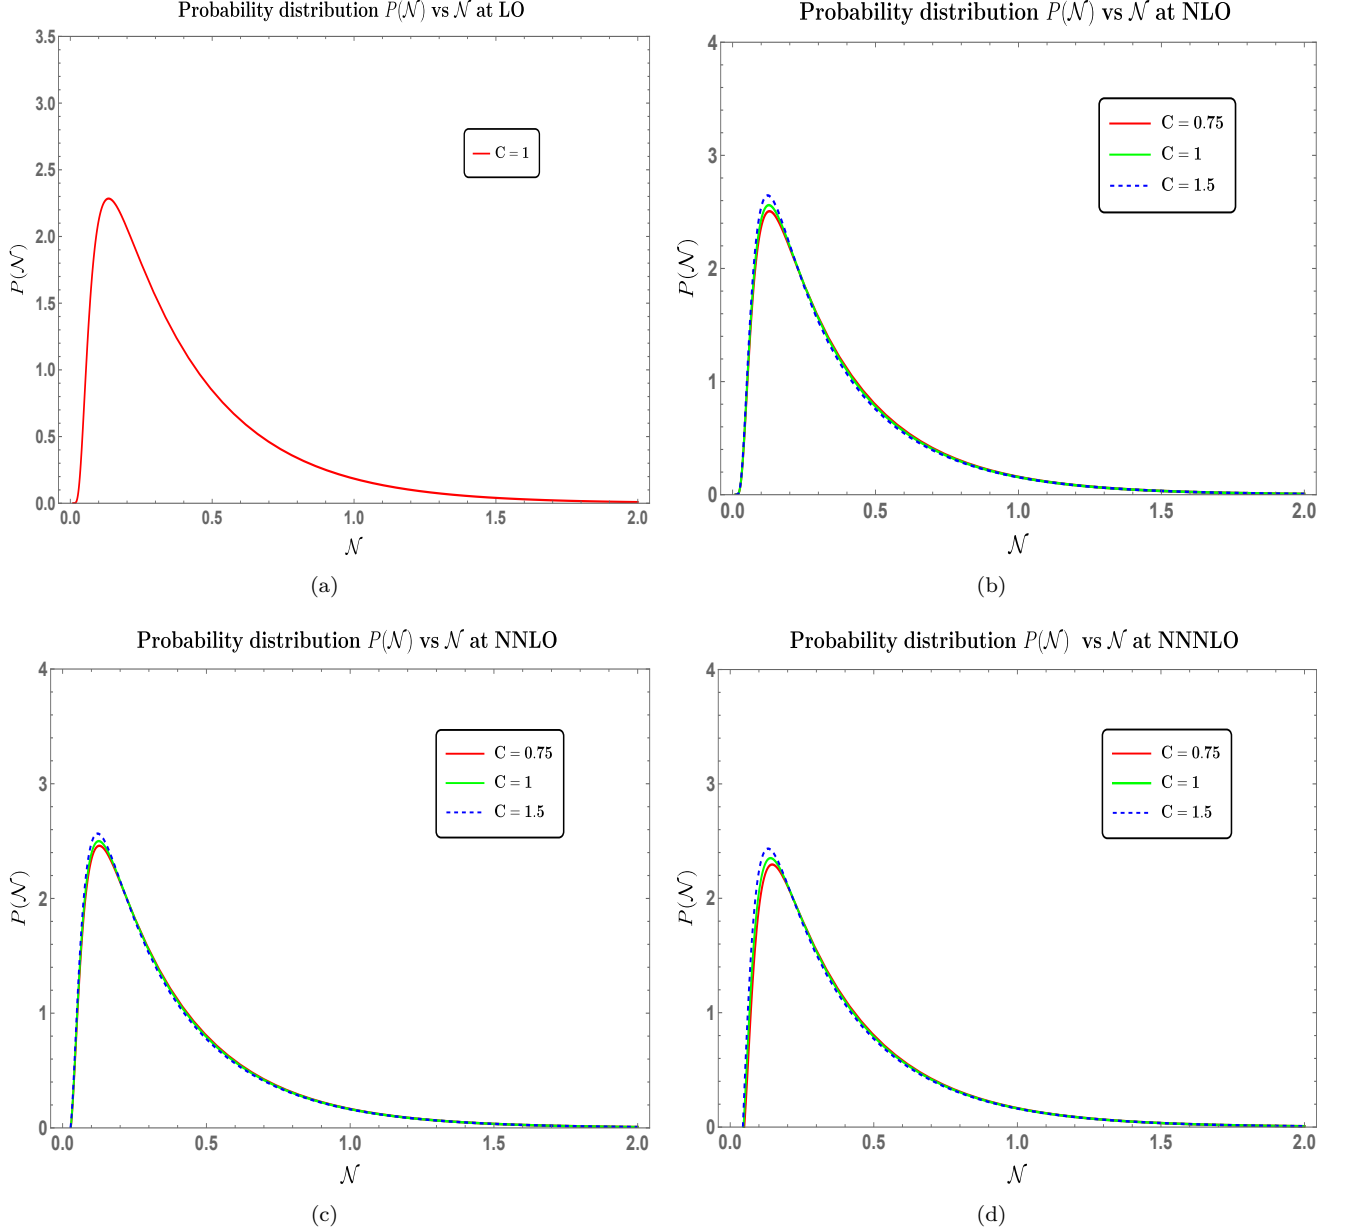 Probability distribution P(𝒩) vs 𝒩 at LO
3.5
3.0
2.5
2.0
1.5
1.0
0.5
0.0
P(𝒩)
C = 1
0.0 0.5 1.0 1.5 2.0
𝒩
(a)
Probability distribution P(𝒩) vs 𝒩 at NLO
4
3
2
1
0
P(𝒩)
C = 0.75
C = 1
C = 1.5
0.0 0.5 1.0 1.5 2.0
𝒩
(b)
Probability distribution P(𝒩) vs 𝒩 at NNLO
4
3
2
1
0
P(𝒩)
C = 0.75
C = 1
C = 1.5
0.0 0.5 1.0 1.5 2.0
𝒩
(c)
Probability distribution P(𝒩) vs 𝒩 at NNNLO
4
3
2
1
0
P(𝒩)
C = 0.75
C = 1
C = 1.5
0.0 0.5 1.0 1.5 2.0
𝒩
(d)